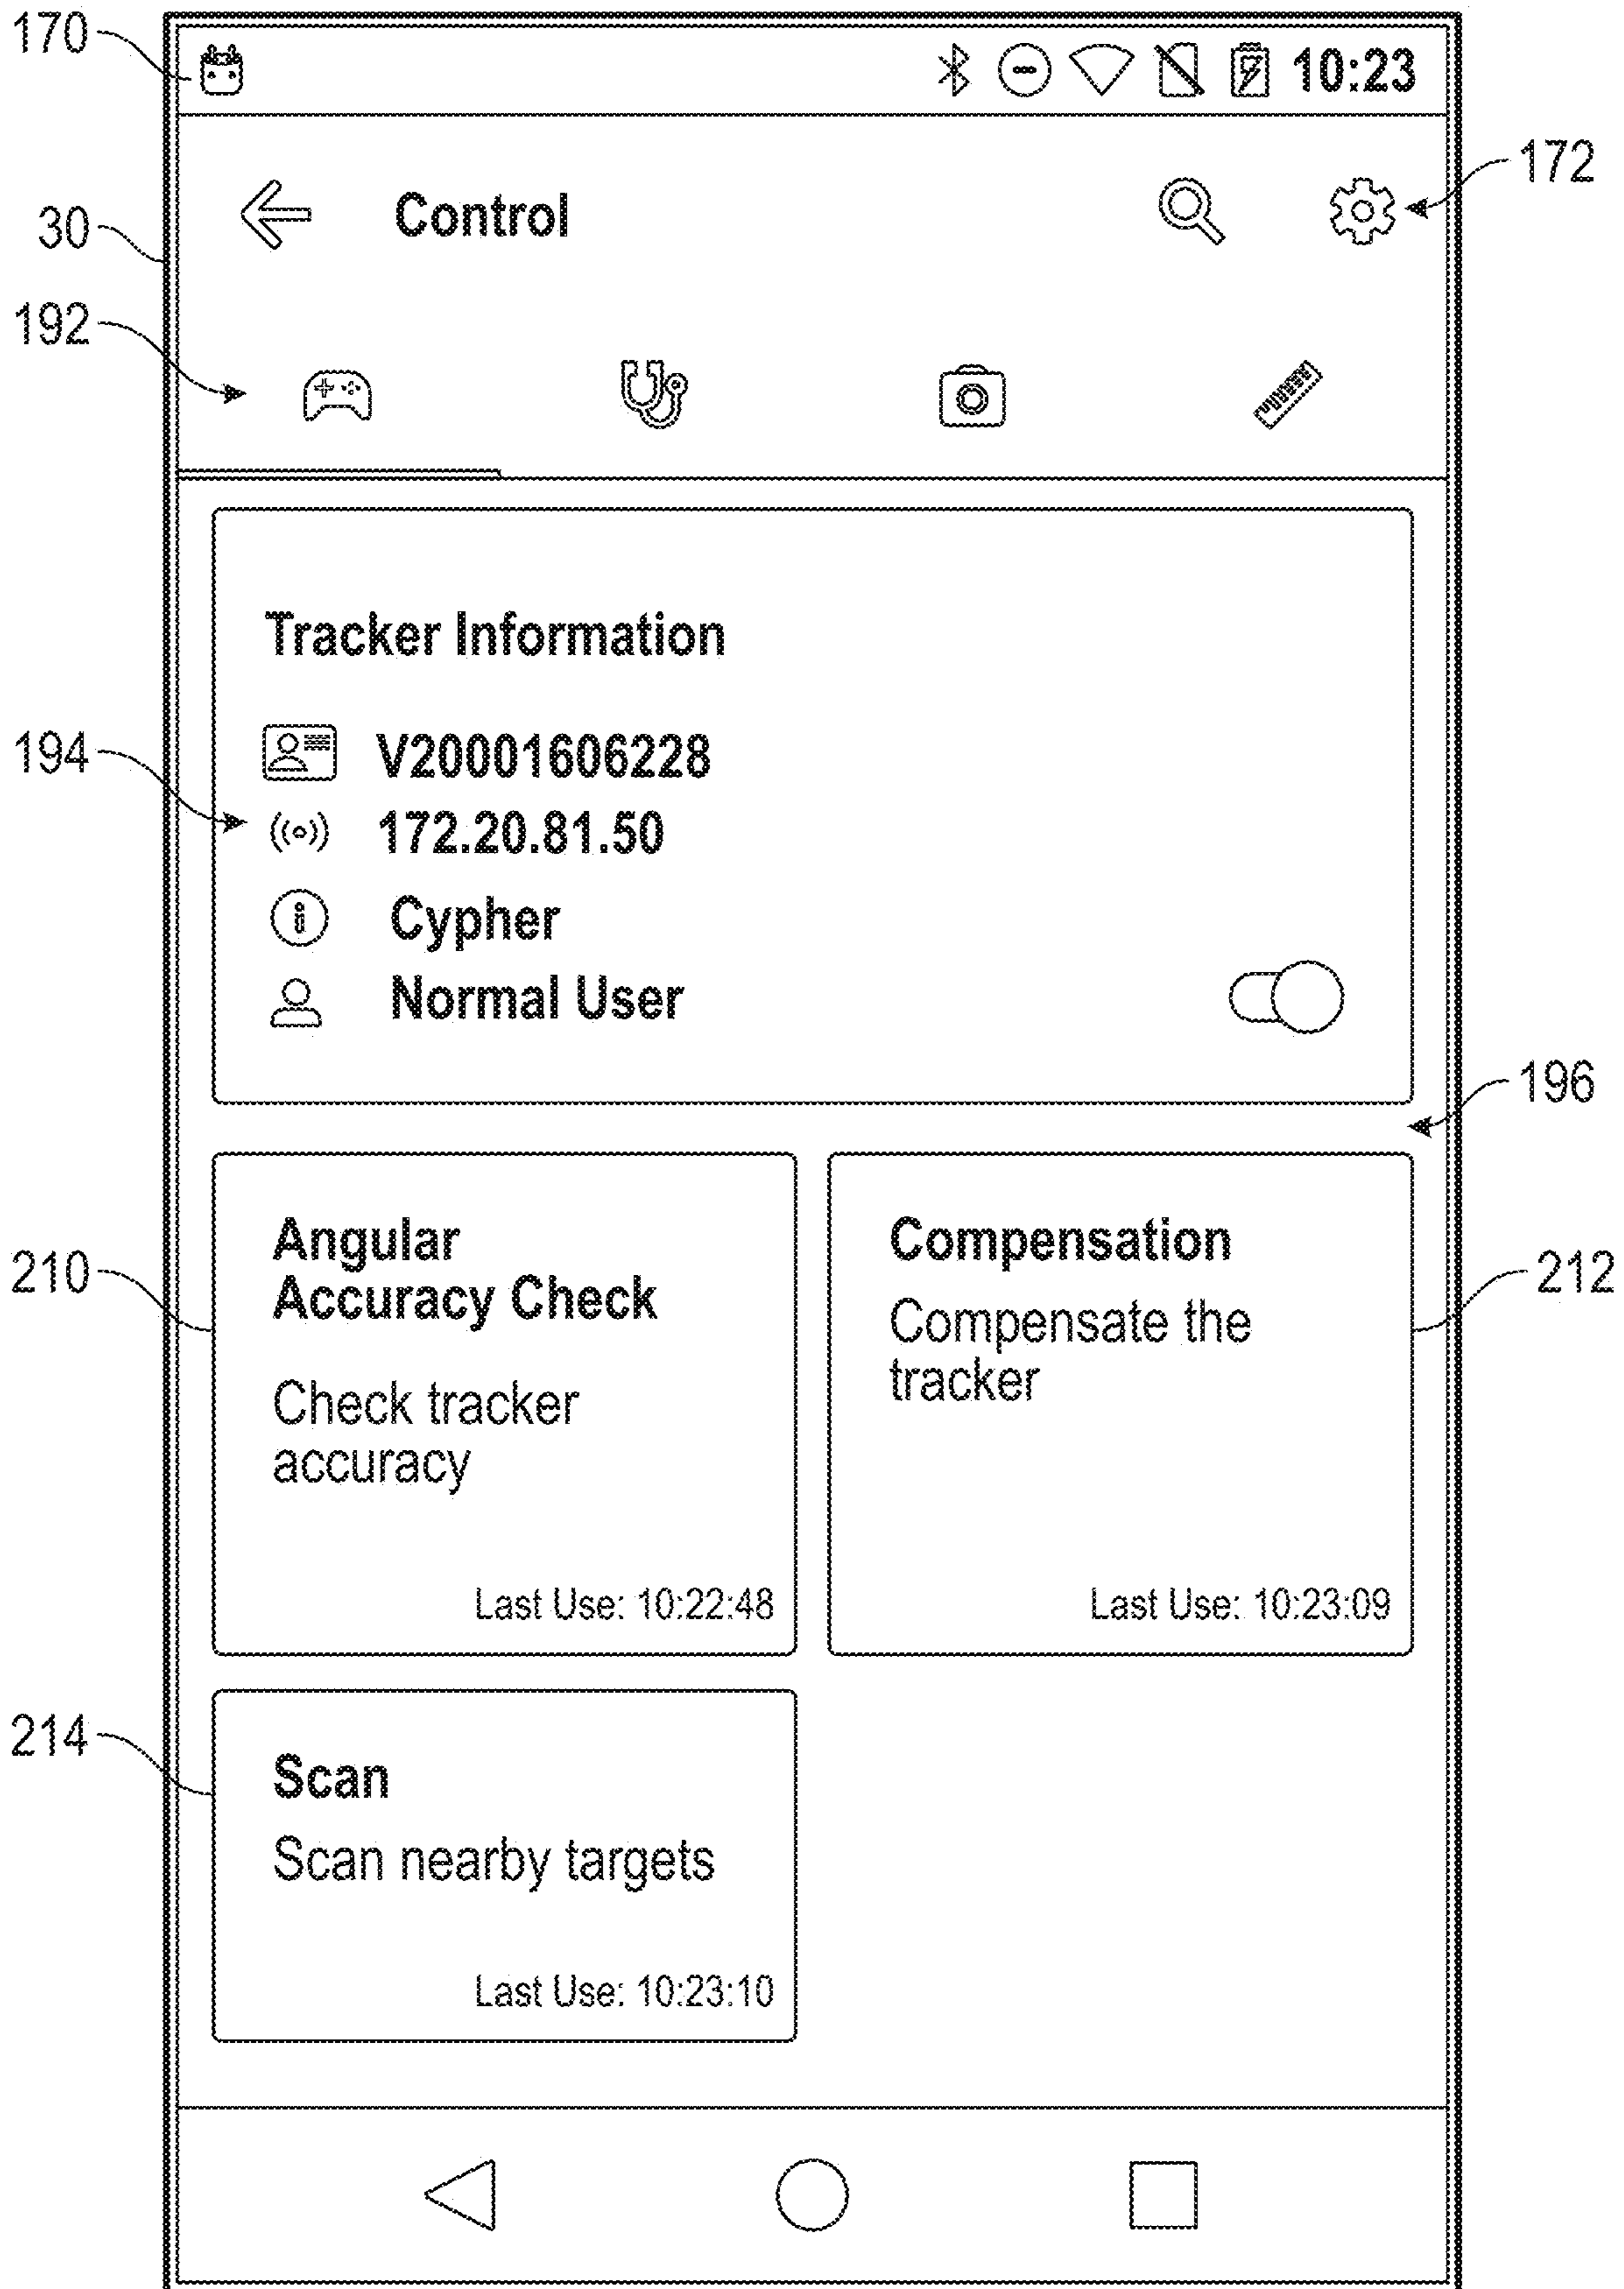 170
10:23
172
Control
30
192
Tracker Information
194
V20001606228
172.20.81.50
Cypher
Normal User
196
Angular
Accuracy Check
Check tracker
accuracy
Last Use: 10:22:48
210
Compensation
Compensate the
tracker
Last Use: 10:23:09
212
214
Scan
Scan nearby targets
Last Use: 10:23:10